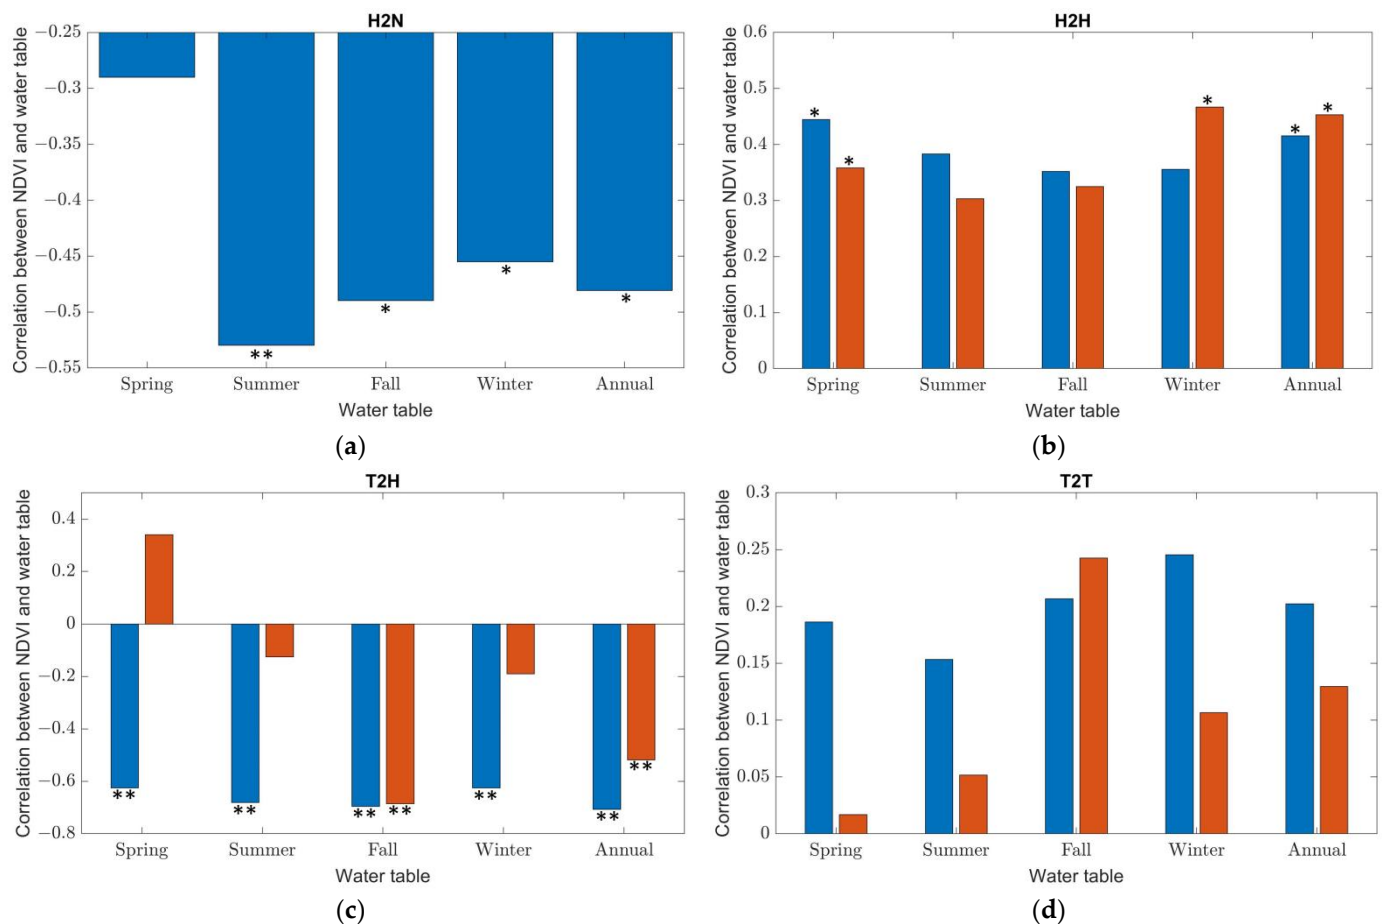 H2N
Correlation between NDVI and water table
−0.25
−0.3
−0.35
−0.4
−0.45
−0.5
−0.55
**
*
*
*
Spring Summer Fall Winter Annual
Water table
(a)
H2H
Correlation between NDVI and water table
0.6
0.5
0.4
0.3
0.2
0.1
0
*
*
*
*
*
Spring Summer Fall Winter Annual
Water table
(b)
T2H
Correlation between NDVI and water table
0.4
0.2
0
−0.2
−0.4
−0.6
−0.8
**
**
**
**
**
**
**
Spring Summer Fall Winter Annual
Water table
(c)
T2T
Correlation between NDVI and water table
0.3
0.25
0.2
0.15
0.1
0.05
0
Spring Summer Fall Winter Annual
Water table
(d)